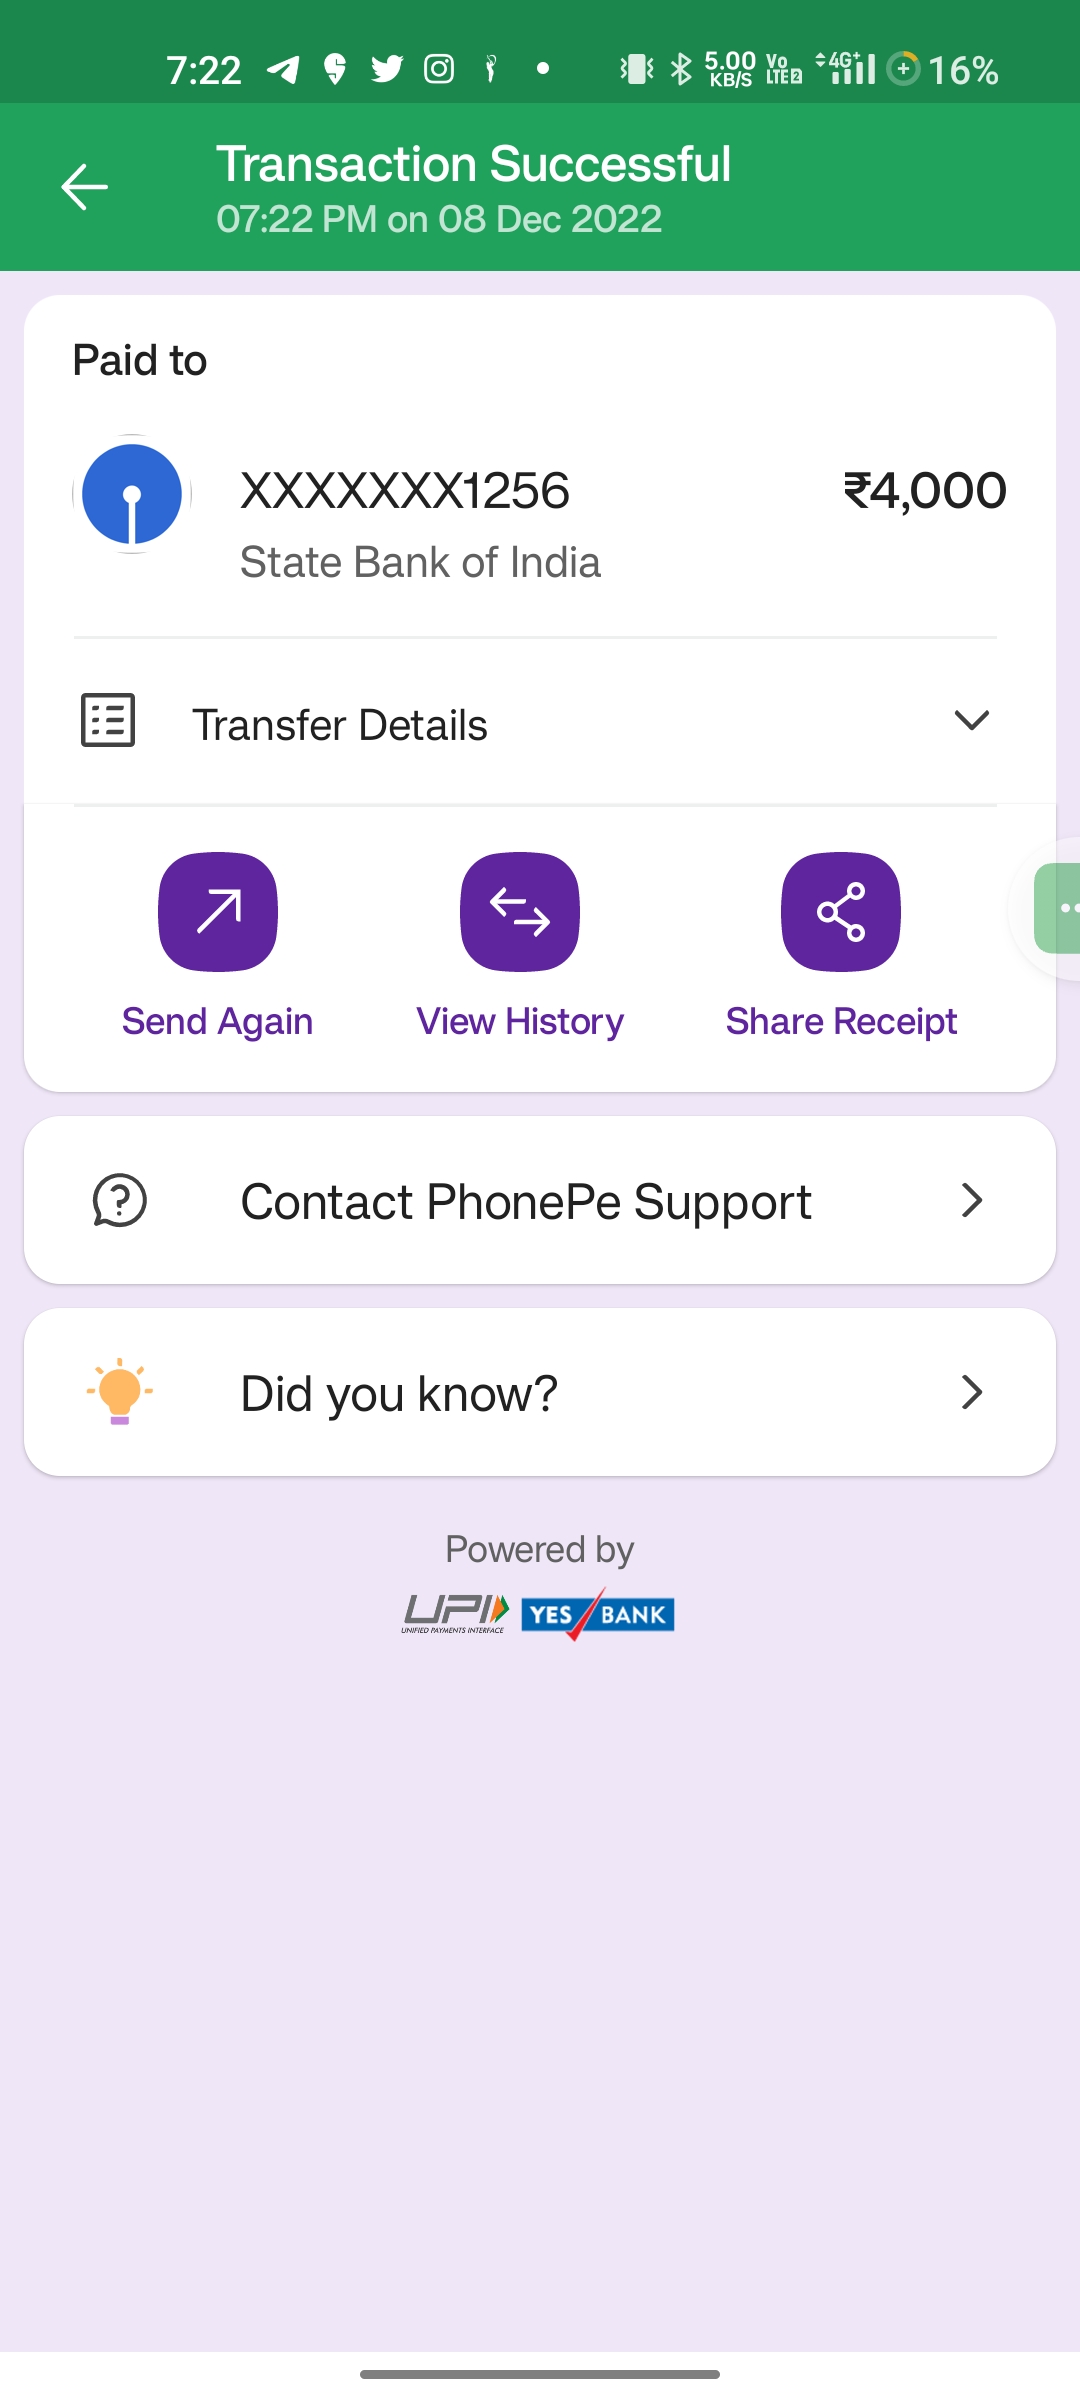 7:22 5.00 KB/S Vo LTE 2 4G+ 16%
Transaction Successful
07:22 PM on 08 Dec 2022
Paid to
XXXXXXX1256 ₹4,000
State Bank of India
Transfer Details
Send Again View History Share Receipt
Contact PhonePe Support
Did you know?
Powered by
UPI YES BANK
UNIFIED PAYMENTS INTERFACE